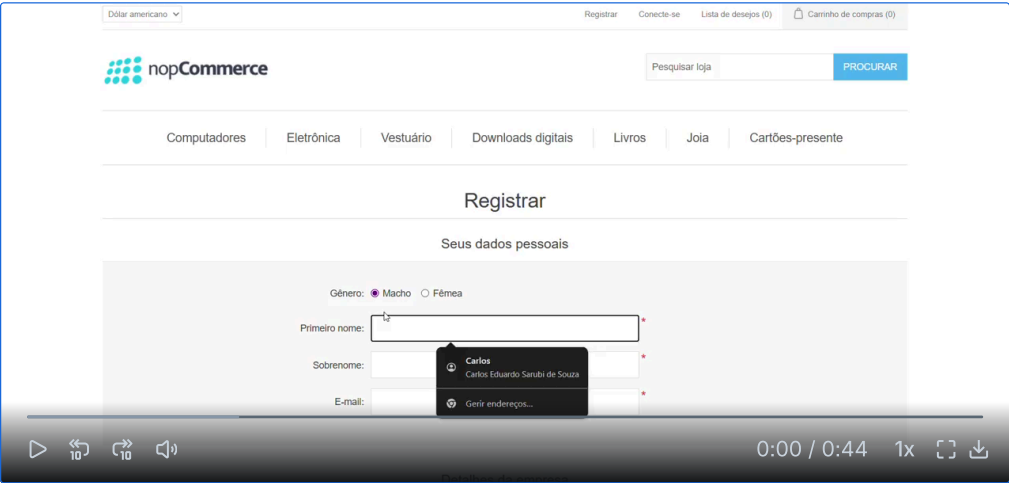 Dólar americano
Registrar Conecte-se Lista de desejos (0) Carrinho de compras (0)
nopCommerce
Pesquisar loja PROCURAR
Computadores Eletrônica Vestuário Downloads digitais Livros Joia Cartões-presente
Registrar
Seus dados pessoais
Gênero: Macho Fêmea
Primeiro nome: *
Carlos
Sobrenome: *
Carlos Eduardo Sarubi de Souza
E-mail: *
Gerir endereços...
10 10 0:00 / 0:44 1x